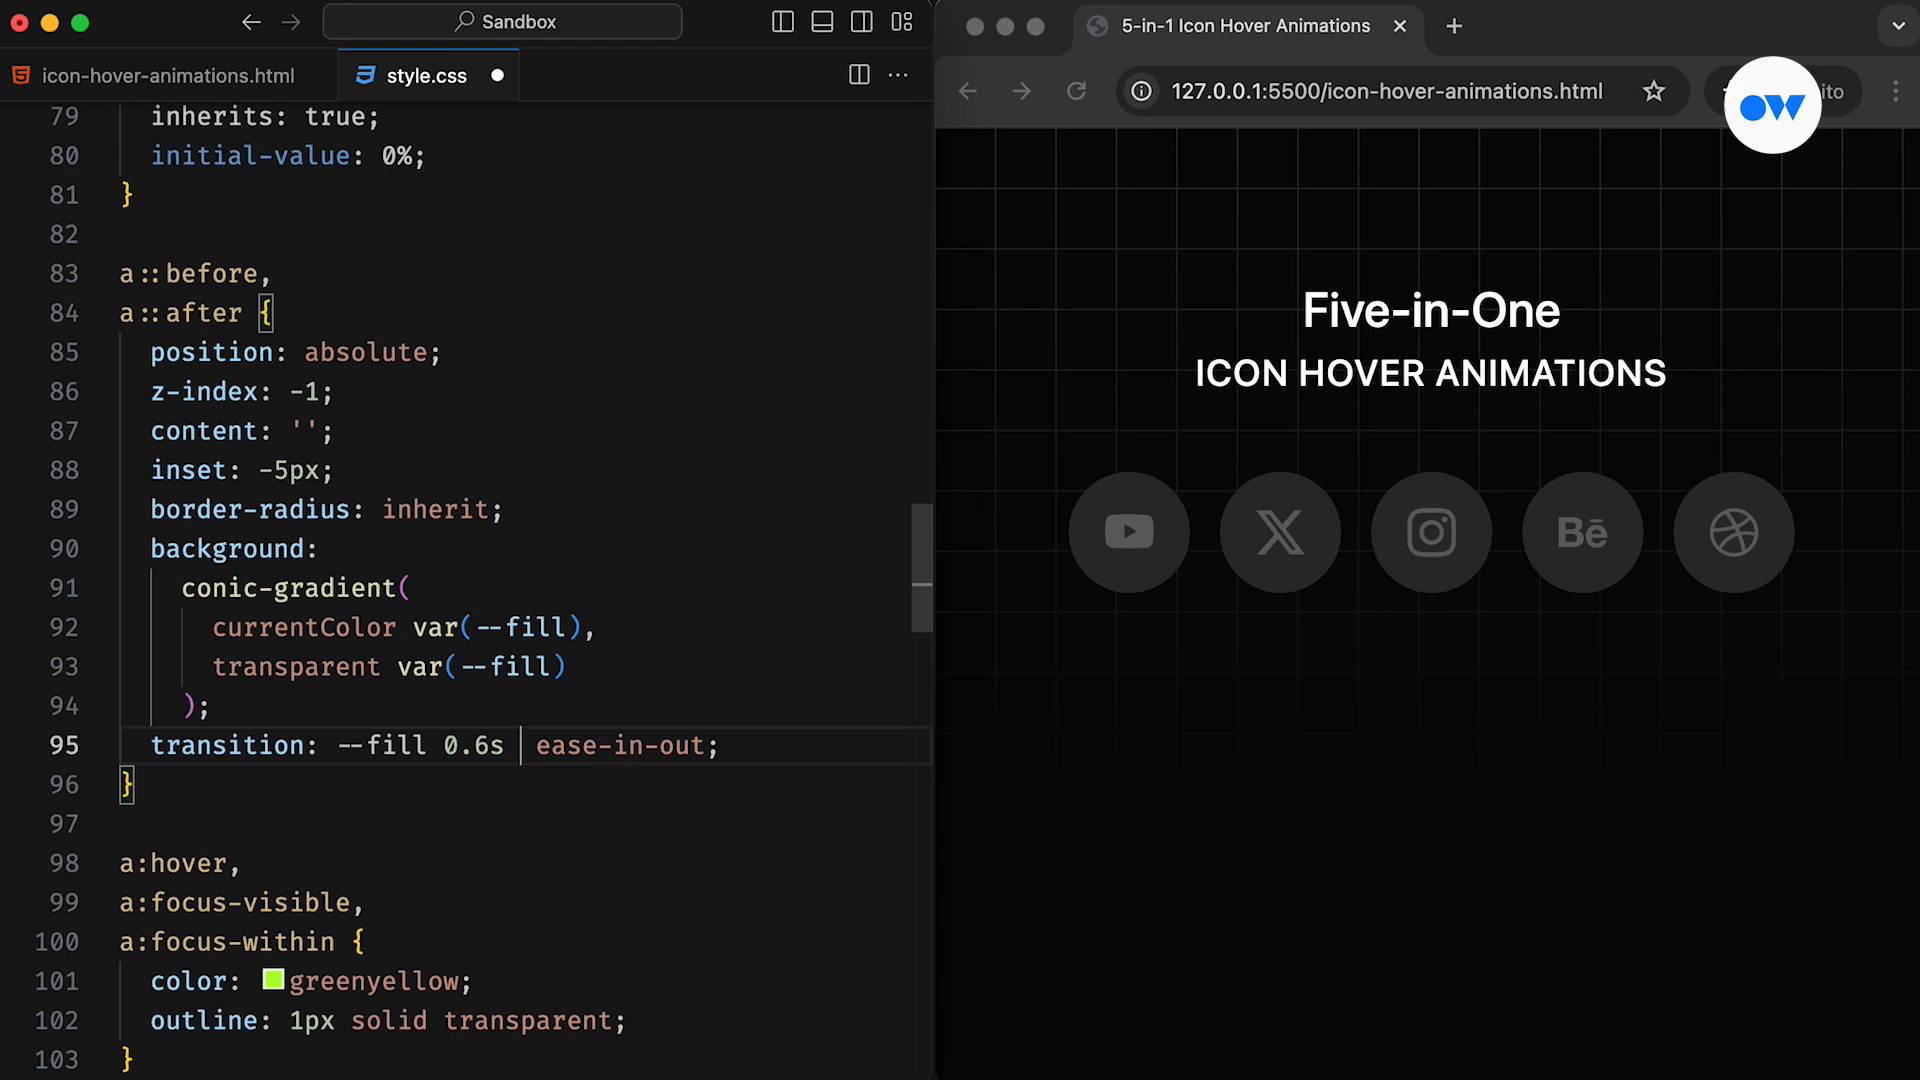 Sandbox
icon-hover-animations.html
style.css
79 inherits: true;
80 initial-value: 0%;
81 }
82
83 a::before,
84 a::after {
85 position: absolute;
86 z-index: -1;
87 content: '';
88 inset: -5px;
89 border-radius: inherit;
90 background:
91 conic-gradient(
92 currentColor var(--fill),
93 transparent var(--fill)
94 );
95 transition: --fill 0.6s ease-in-out;
96 }
97
98 a:hover,
99 a:focus-visible,
100 a:focus-within {
101 color: greenyellow;
102 outline: 1px solid transparent;
103 }
5-in-1 Icon Hover Animations
127.0.0.1:5500/icon-hover-animations.html
ito
OW
Five-in-One
ICON HOVER ANIMATIONS
X
Bē